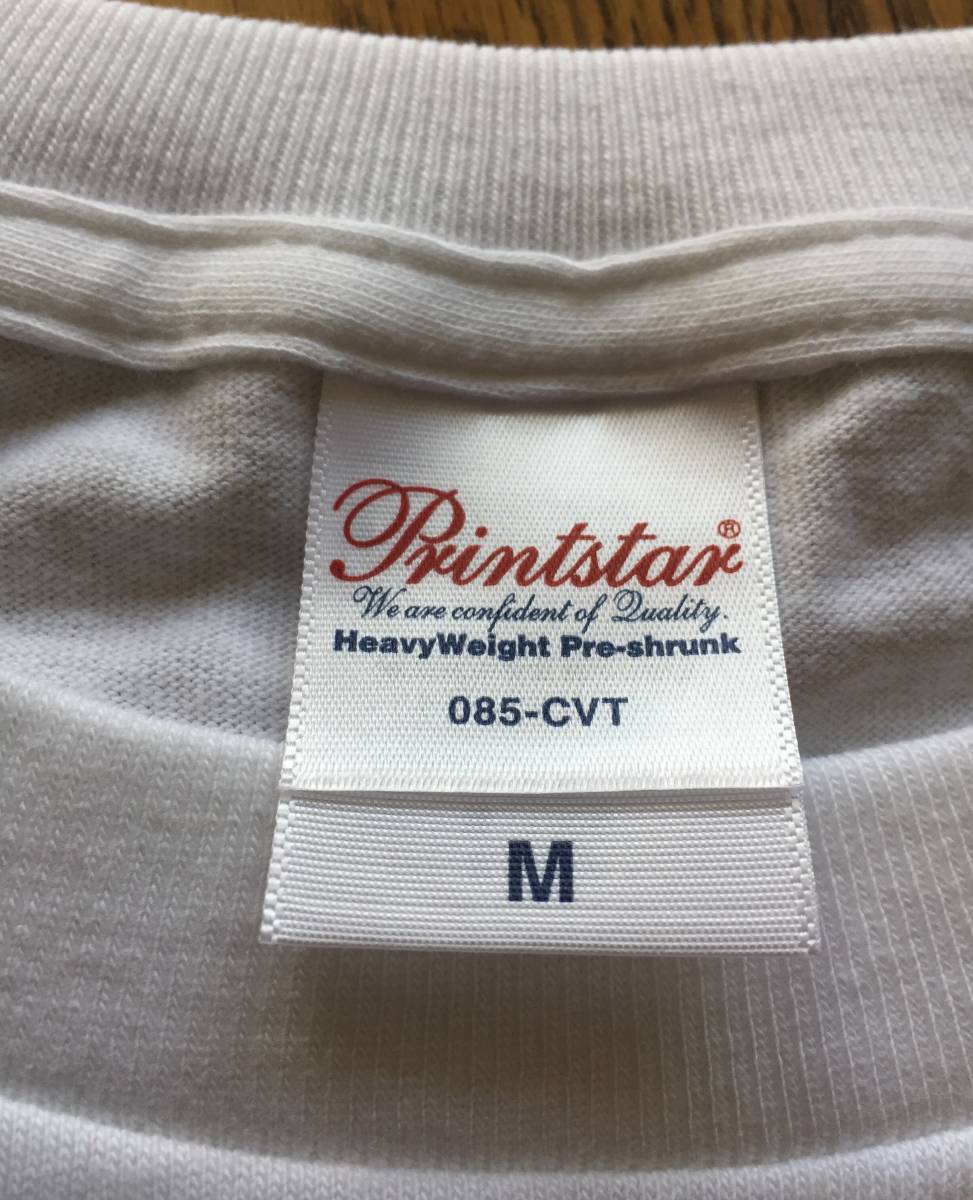 Printstar®
We are confident of Quality.
HeavyWeight Pre-shrunk
085-CVT
M